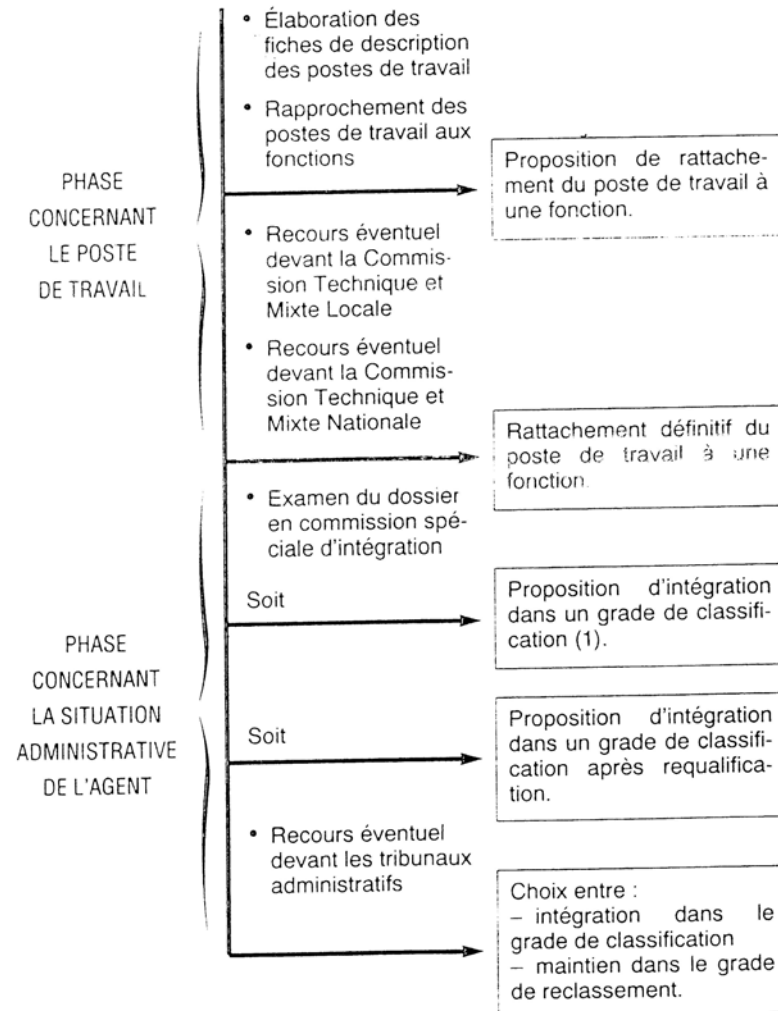 • Élaboration des
fiches de description
des postes de travail
• Rapprochement des
postes de travail aux
fonctions
Proposition de rattache-
ment du poste de travail à
une fonction.
PHASE
CONCERNANT
LE POSTE
DE TRAVAIL
• Recours éventuel
devant la Commis-
sion Technique et
Mixte Locale
• Recours éventuel
devant la Commis-
sion Technique et
Mixte Nationale
Rattachement définitif du
poste de travail à une
fonction.
• Examen du dossier
en commission spé-
ciale d'intégration
Soit
Proposition d'intégration
dans un grade de classifi-
cation (1).
PHASE
CONCERNANT
LA SITUATION
ADMINISTRATIVE
DE L'AGENT
Soit
Proposition d'intégration
dans un grade de classifi-
cation après requalifica-
tion.
• Recours éventuel
devant les tribunaux
administratifs
Choix entre :
– intégration dans le
grade de classification
– maintien dans le grade
de reclassement.